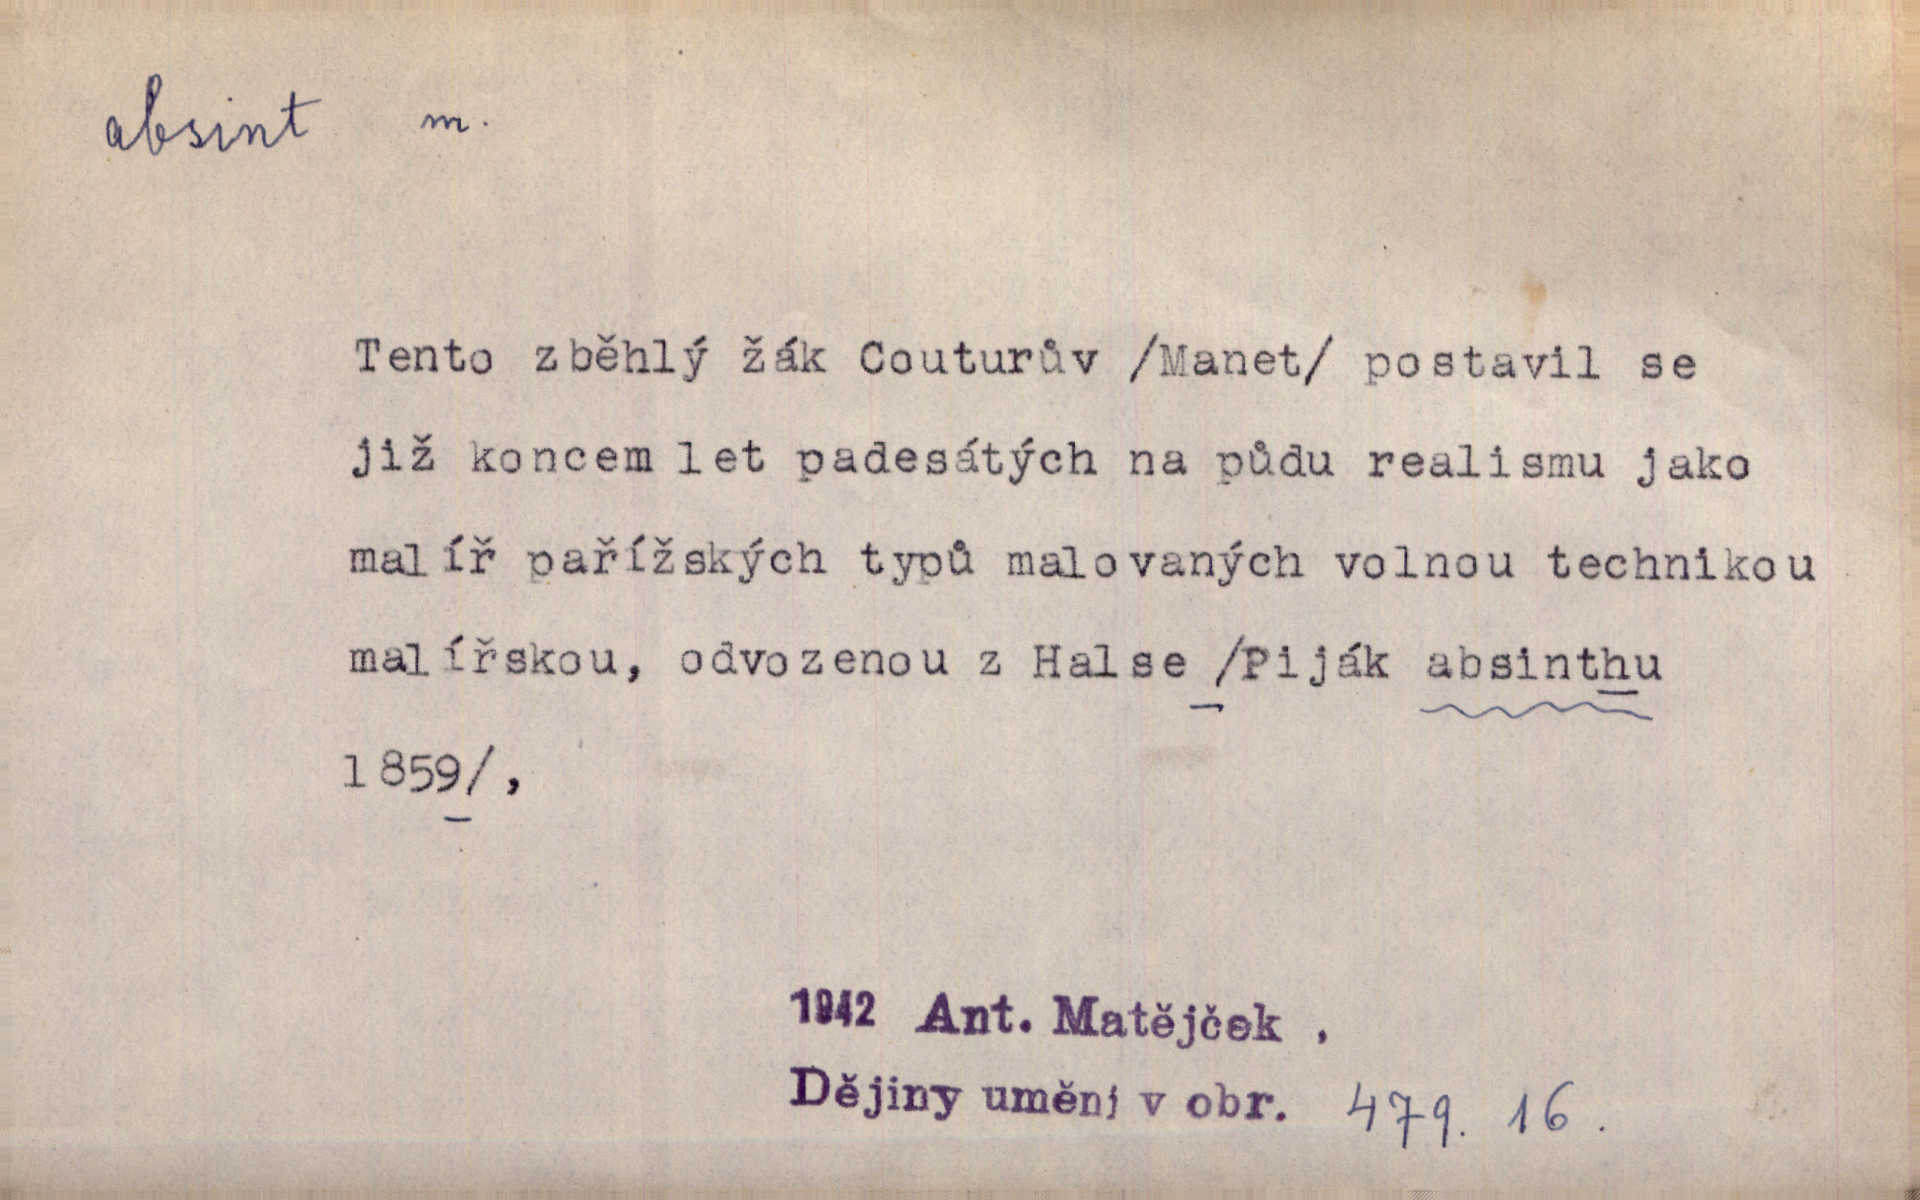 absint m.
Tento zběhlý žák Couturův /Manet/ postavil se
již koncem let padesátých na půdu realismu jako
malíř pařížských typů malovaných volnou technikou
malířskou, odvozenou z Halse /Piják absinthu
1859/,
1942 Ant. Matějček ,
Dějiny uměni v obr. 479. 16.